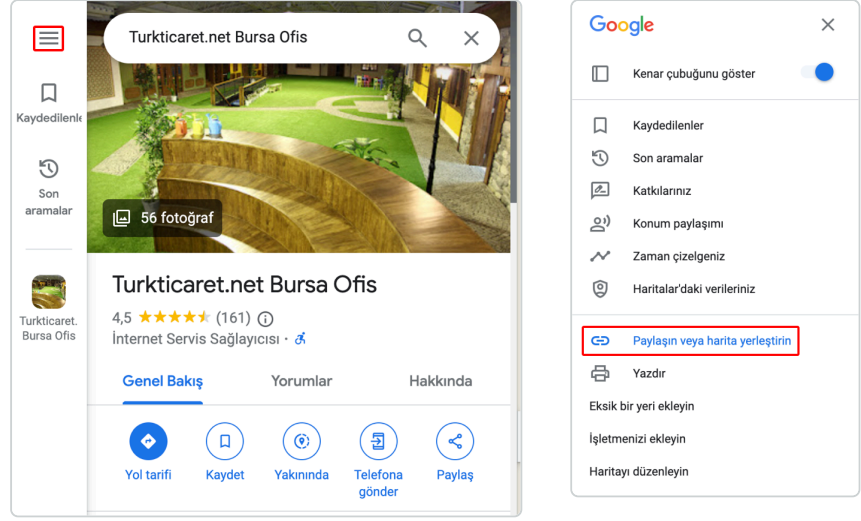 Turkticaret.net Bursa Ofis
Kaydedilenle
Son
aramalar
Turkticaret.
Bursa Ofis
56 fotoğraf
Turkticaret.net Bursa Ofis
4,5 (161)
İnternet Servis Sağlayıcısı ·
Genel Bakış Yorumlar Hakkında
Yol tarifi Kaydet Yakınında Telefona gönder Paylaş
Google
Kenar çubuğunu göster
Kaydedilenler
Son aramalar
Katkılarınız
Konum paylaşımı
Zaman çizelgeniz
Haritalar'daki verileriniz
Paylaşın veya harita yerleştirin
Yazdır
Eksik bir yeri ekleyin
İşletmenizi ekleyin
Haritayı düzenleyin